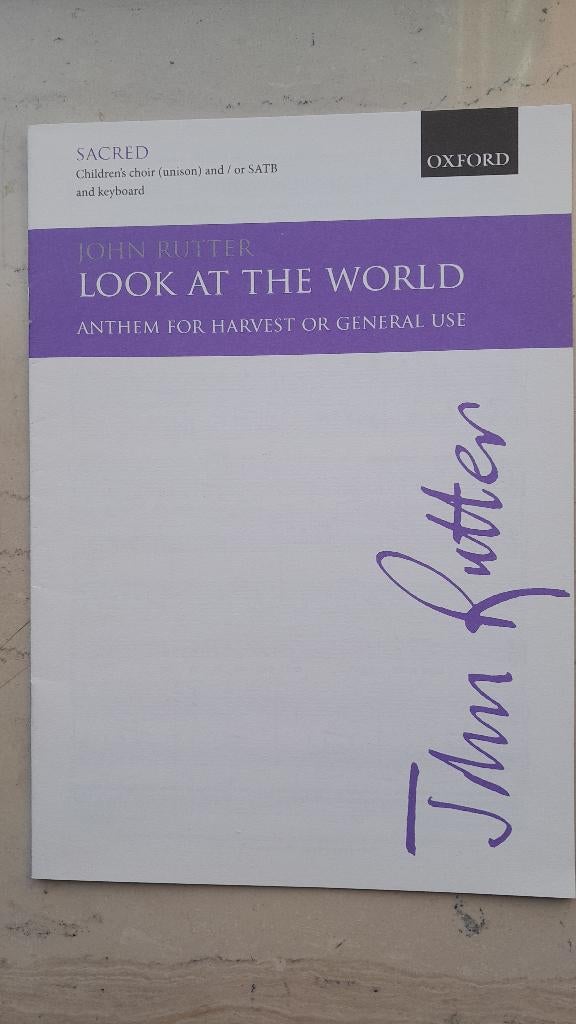 SACRED
Children's choir (unison) and / or SATB
and keyboard
OXFORD
JOHN RUTTER
LOOK AT THE WORLD
ANTHEM FOR HARVEST OR GENERAL USE
John Rutter